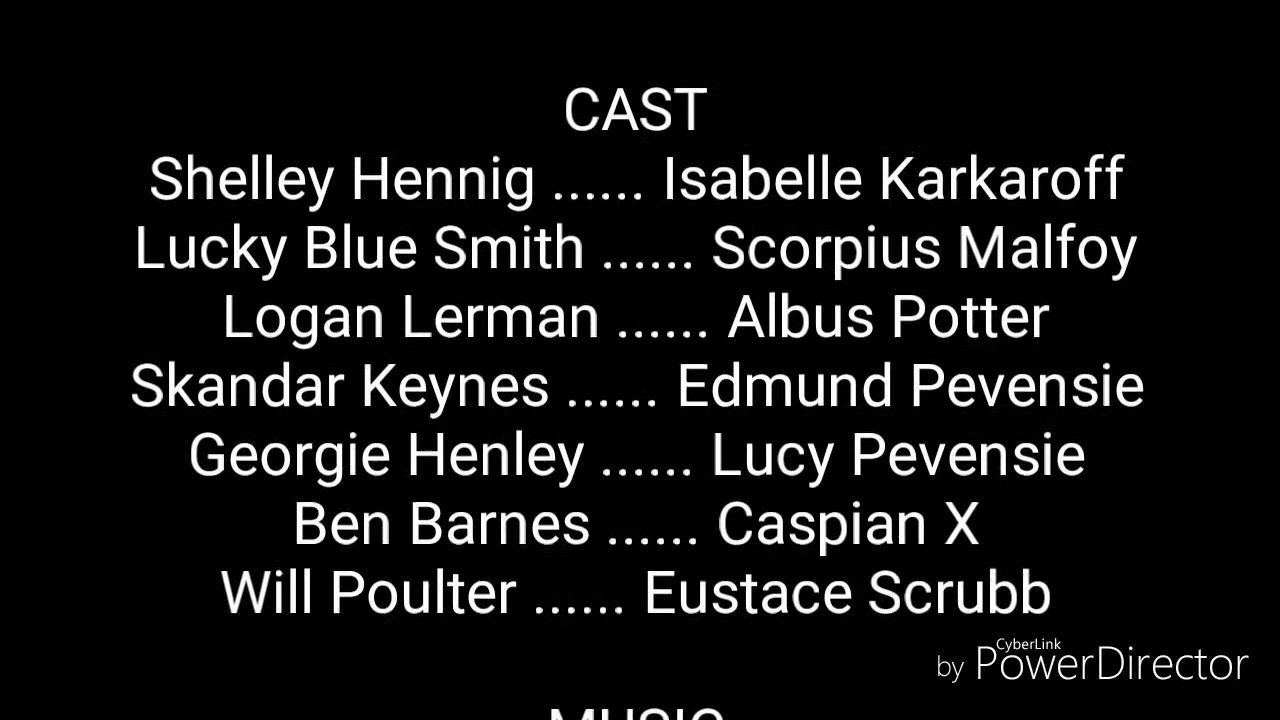 CAST
Shelley Hennig ...... Isabelle Karkaroff
Lucky Blue Smith ...... Scorpius Malfoy
Logan Lerman ...... Albus Potter
Skandar Keynes ...... Edmund Pevensie
Georgie Henley ...... Lucy Pevensie
Ben Barnes ...... Caspian X
Will Poulter ...... Eustace Scrubb
CyberLink
by PowerDirector
MUSIC